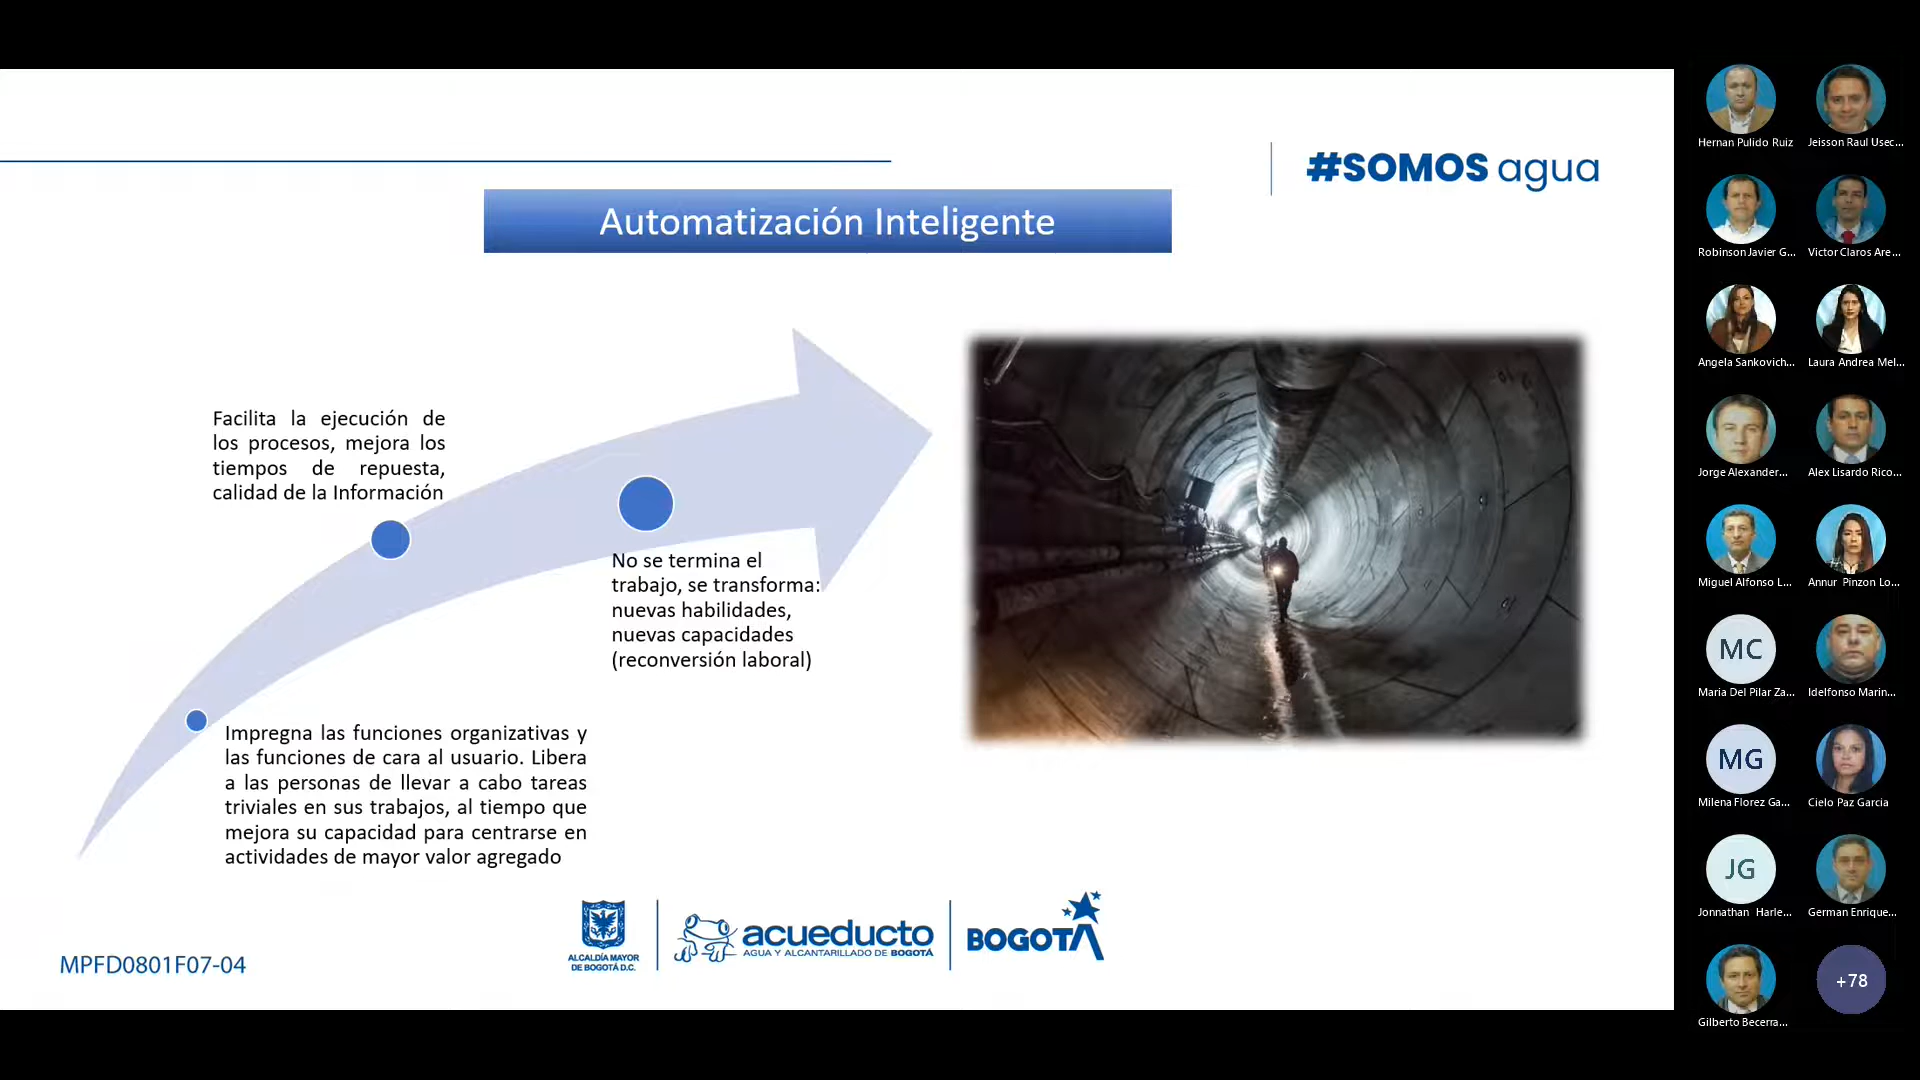 #SOMOS agua
Automatización Inteligente
Facilita la ejecución de
los procesos, mejora los
tiempos de repuesta,
calidad de la Información
No se termina el
trabajo, se transforma:
nuevas habilidades,
nuevas capacidades
(reconversión laboral)
Impregna las funciones organizativas y
las funciones de cara al usuario. Libera
a las personas de llevar a cabo tareas
triviales en sus trabajos, al tiempo que
mejora su capacidad para centrarse en
actividades de mayor valor agregado
MPFD0801F07-04
ALCALDÍA MAYOR
DE BOGOTÁ D.C.
acueducto
AGUA Y ALCANTARILLADO DE BOGOTÁ
BOGOTÁ
Hernan Pulido Ruiz
Jeisson Raul Usec...
Robinson Javier G...
Victor Claros Are...
Angela Sankovich...
Laura Andrea Mel...
Jorge Alexander...
Alex Lisardo Rico...
Miguel Alfonso L...
Annur Pinzon Lo...
MC
Maria Del Pilar Za...
Idelfonso Marin...
MG
Milena Florez Ga...
Cielo Paz Garcia
JG
Jonnathan Harle...
German Enrique...
Gilberto Becerra...
+78